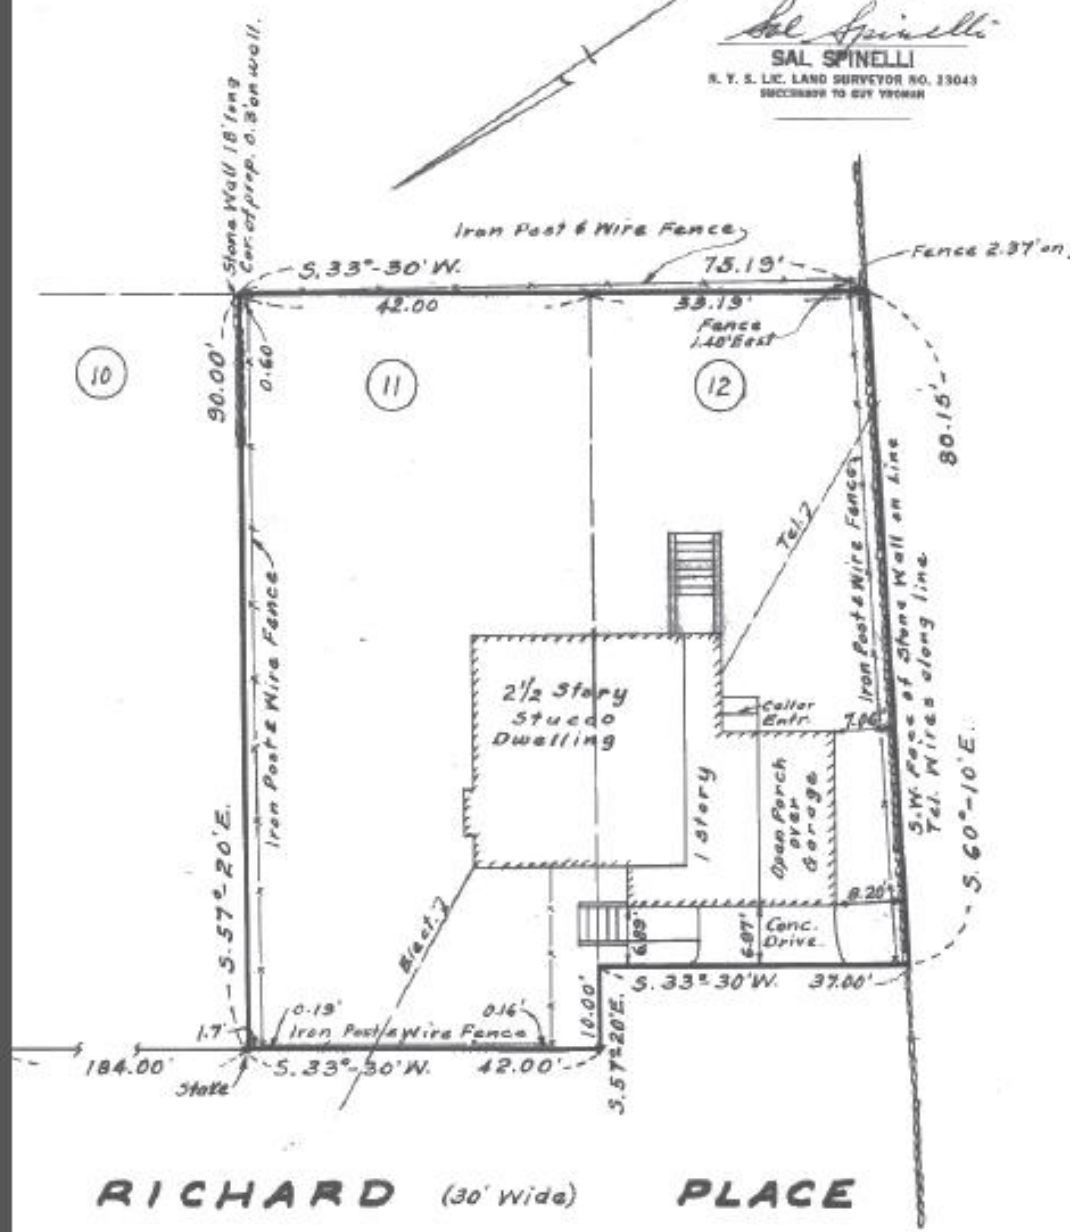 Sal Spinelli
SAL SPINELLI
N. Y. S. LIC. LAND SURVEYOR NO. 23043
SUCCESSOR TO GUY
Stone Wall 18' long
Cor. of prop. 0.3' on wall.
Iron Post & Wire Fence
Fence 2.37' on
S. 33°-30' W.
75.19'
42.00
33.19'
Fence
1.40' East
90.00'
0.60
10
11
12
80.15'
Tel.
Iron Post & Wire Fence
Iron Post & Wire Fence
S.W. Face of Stone Wall on Line
Tel. Wires along line
2½ Story
Stucco
Dwelling
Cellar
Entr.
7.06'
1 Story
Open Porch
over
Garage
S. 60°-10' E.
S. 57°-20' E.
8.20'
Elect.
6.89'
6.87'
Conc.
Drive
S. 33°-30' W.
37.00'
10.00'
S. 57°20' E.
0.19'
0.16'
1.7'
Iron Post & Wire Fence
184.00'
Stake
S. 33°-30' W.
42.00'
RICHARD (30' Wide) PLACE